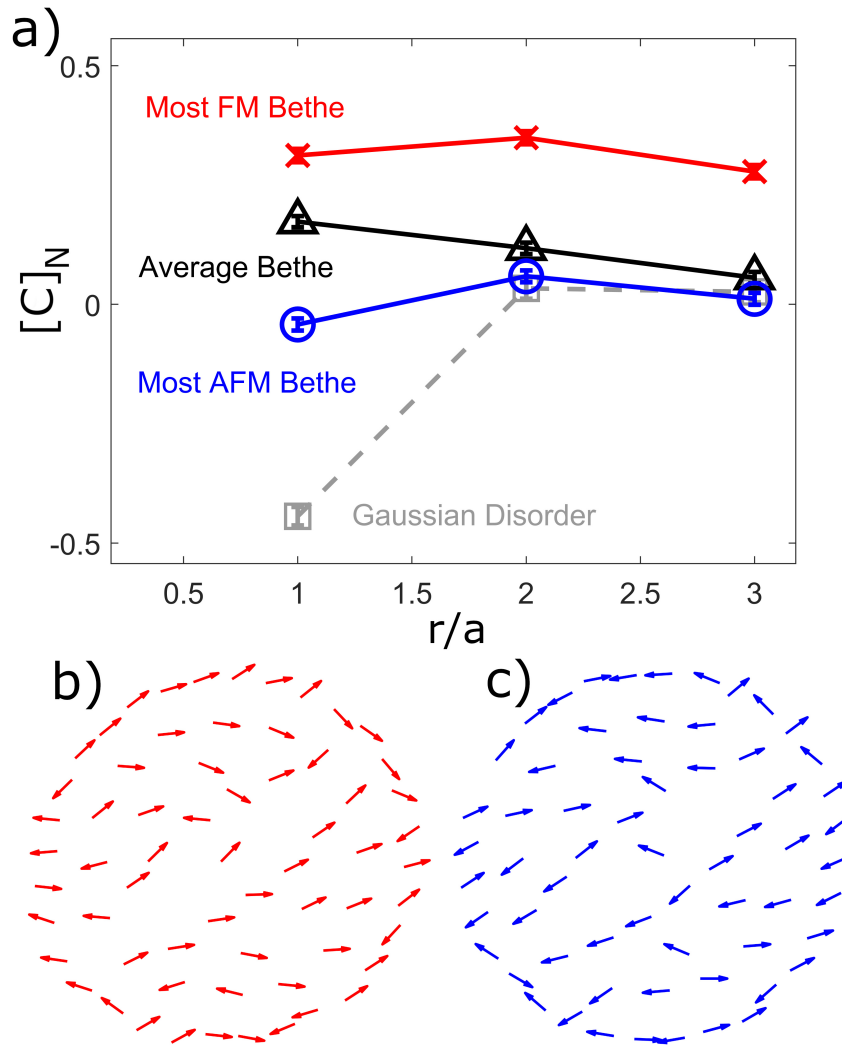 a)
0.5
Most FM Bethe
[C]N
Average Bethe
0
Most AFM Bethe
Gaussian Disorder
-0.5
0.5 1 1.5 2 2.5 3
r/a
b) c)